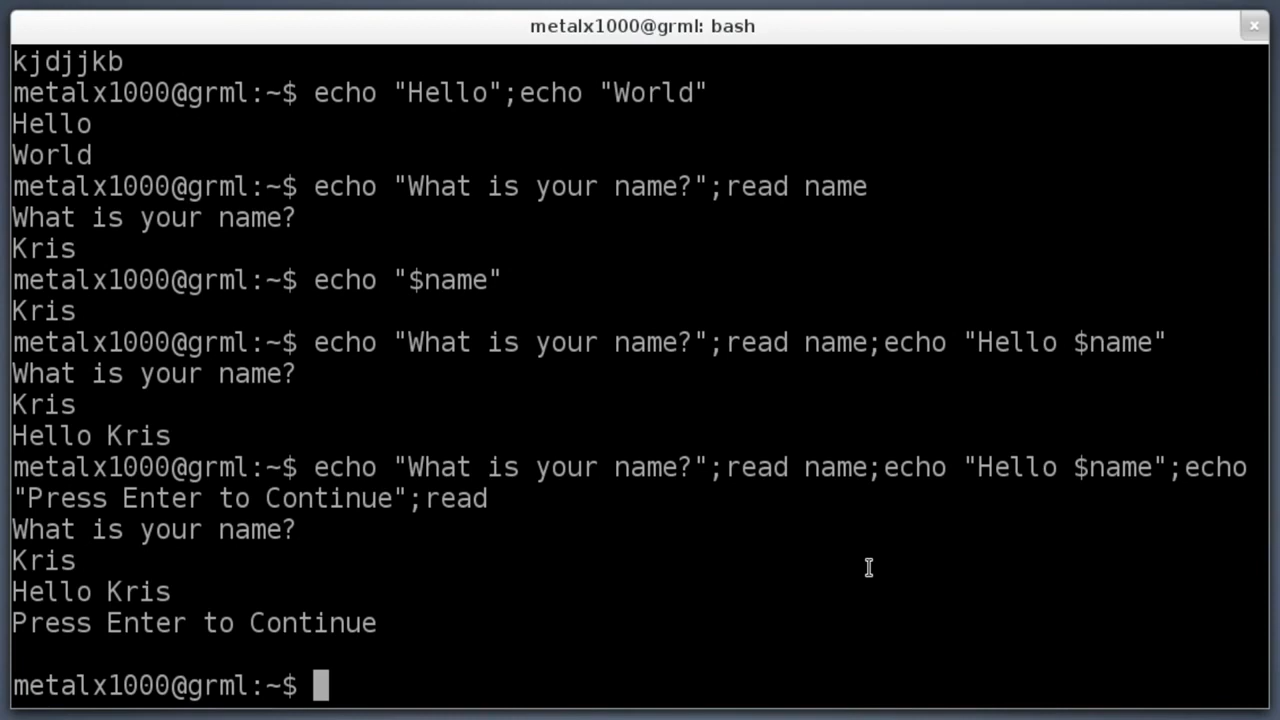 metalx1000@grml: bash
kjdjjkb
metalx1000@grml:~$ echo "Hello";echo "World"
Hello
World
metalx1000@grml:~$ echo "What is your name?";read name
What is your name?
Kris
metalx1000@grml:~$ echo "$name"
Kris
metalx1000@grml:~$ echo "What is your name?";read name;echo "Hello $name"
What is your name?
Kris
Hello Kris
metalx1000@grml:~$ echo "What is your name?";read name;echo "Hello $name";echo
"Press Enter to Continue";read
What is your name?
Kris
Hello Kris
Press Enter to Continue
metalx1000@grml:~$